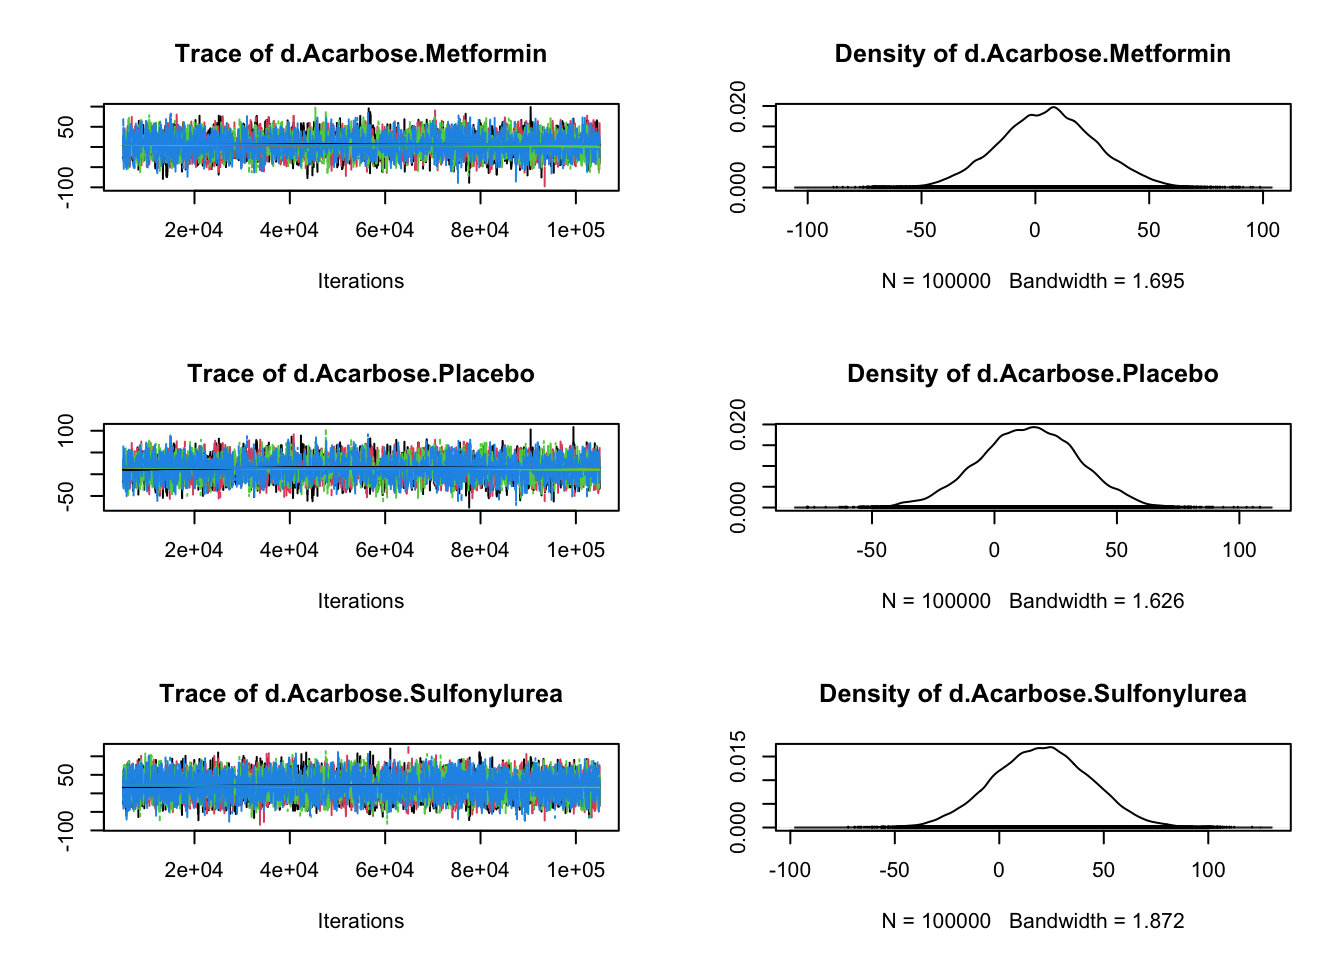 Trace of d.Acarbose.Metformin
50
-100
2e+04 4e+04 6e+04 8e+04 1e+05
Iterations
Density of d.Acarbose.Metformin
0.020
0.000
-100 -50 0 50 100
N = 100000 Bandwidth = 1.695
Trace of d.Acarbose.Placebo
100
-50
2e+04 4e+04 6e+04 8e+04 1e+05
Iterations
Density of d.Acarbose.Placebo
0.020
0.000
-50 0 50 100
N = 100000 Bandwidth = 1.626
Trace of d.Acarbose.Sulfonylurea
50
-100
2e+04 4e+04 6e+04 8e+04 1e+05
Iterations
Density of d.Acarbose.Sulfonylurea
0.015
0.000
-100 -50 0 50 100
N = 100000 Bandwidth = 1.872